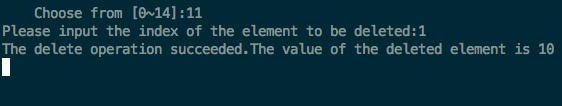 Choose from [0~14]:11
Please input the index of the element to be deleted:1
The delete operation succeeded.The value of the deleted element is 10